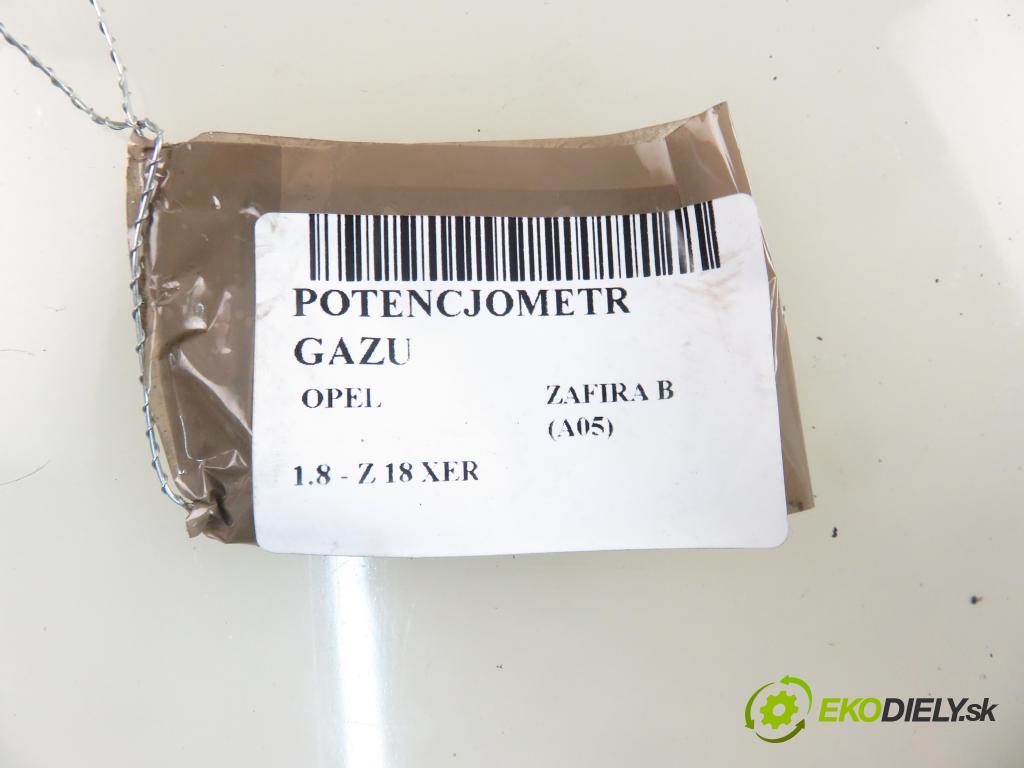 POTENCJOMETR
GAZU
OPEL ZAFIRA B
(A05)
1.8 - Z 18 XER
EKODIELY.sk